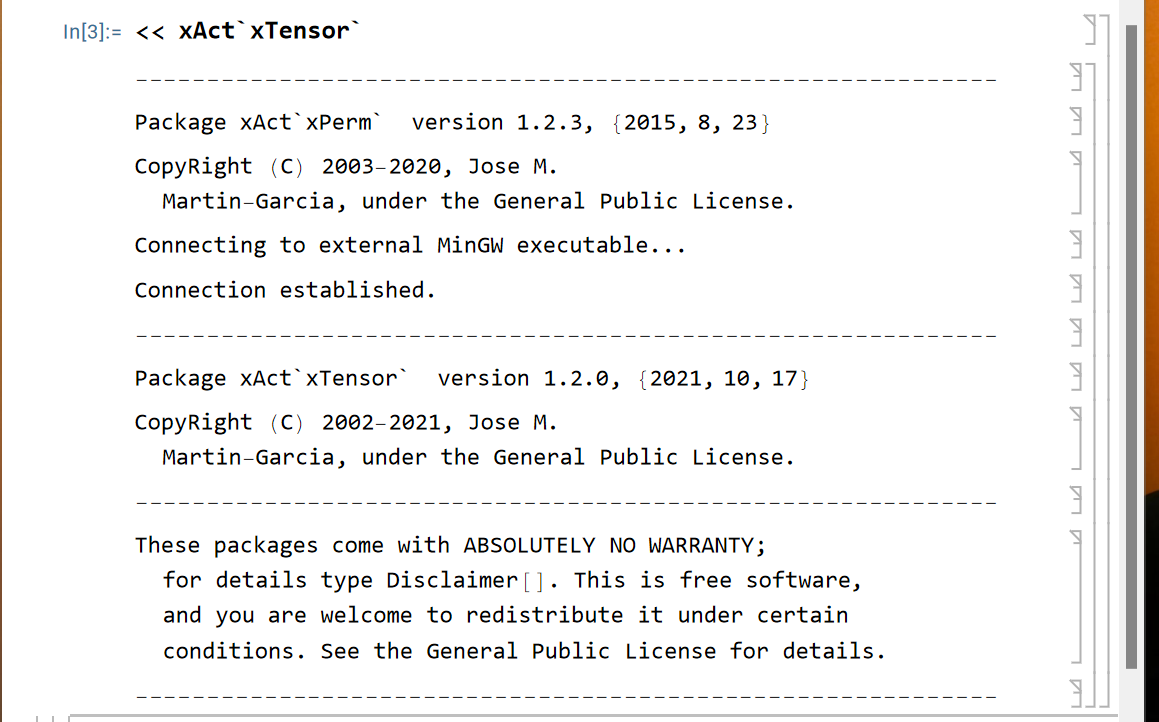 In[3]:= << xAct`xTensor`
------------------------------------------------------------
Package xAct`xPerm`  version 1.2.3, {2015, 8, 23}
CopyRight (C) 2003-2020, Jose M.
Martin-Garcia, under the General Public License.
Connecting to external MinGW executable...
Connection established.
------------------------------------------------------------
Package xAct`xTensor`  version 1.2.0, {2021, 10, 17}
CopyRight (C) 2002-2021, Jose M.
Martin-Garcia, under the General Public License.
------------------------------------------------------------
These packages come with ABSOLUTELY NO WARRANTY;
for details type Disclaimer[]. This is free software,
and you are welcome to redistribute it under certain
conditions. See the General Public License for details.
------------------------------------------------------------